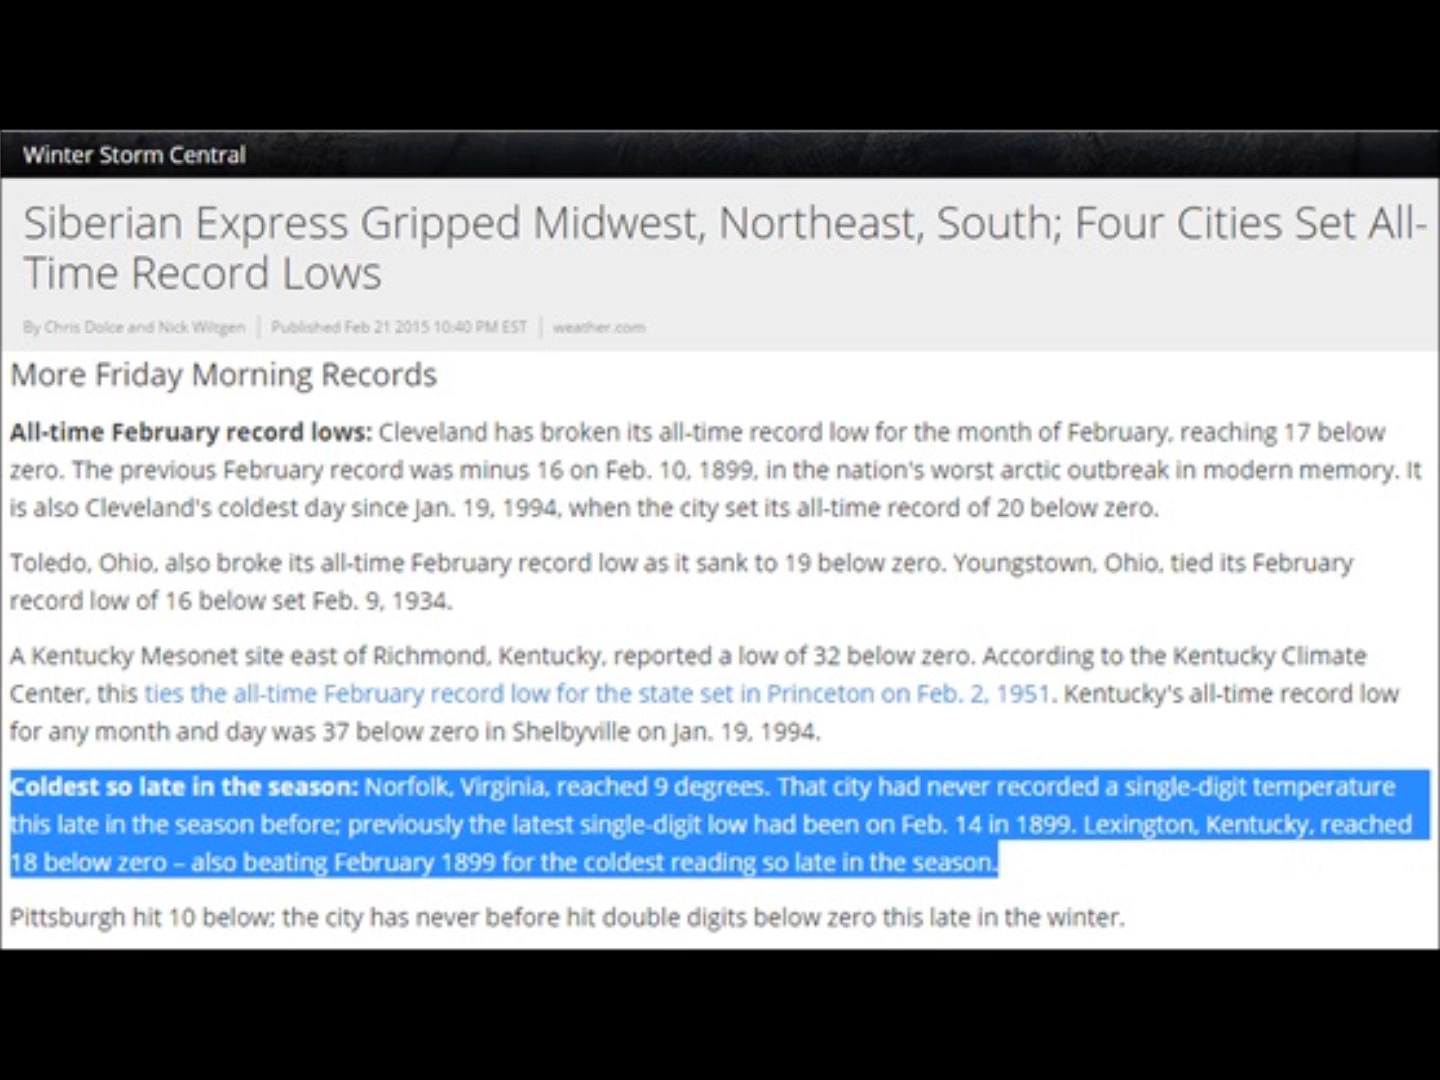 Winter Storm Central
Siberian Express Gripped Midwest, Northeast, South; Four Cities Set All-
Time Record Lows
By Chris Dolce and Nick Wiltgen | Published Feb 21 2015 10:40 PM EST | weather.com
More Friday Morning Records
All-time February record lows: Cleveland has broken its all-time record low for the month of February, reaching 17 below
zero. The previous February record was minus 16 on Feb. 10, 1899, in the nation's worst arctic outbreak in modern memory. It
is also Cleveland's coldest day since Jan. 19, 1994, when the city set its all-time record of 20 below zero.
Toledo, Ohio, also broke its all-time February record low as it sank to 19 below zero. Youngstown, Ohio, tied its February
record low of 16 below set Feb. 9, 1934.
A Kentucky Mesonet site east of Richmond, Kentucky, reported a low of 32 below zero. According to the Kentucky Climate
Center, this ties the all-time February record low for the state set in Princeton on Feb. 2, 1951. Kentucky's all-time record low
for any month and day was 37 below zero in Shelbyville on Jan. 19, 1994.
Coldest so late in the season: Norfolk, Virginia, reached 9 degrees. That city had never recorded a single-digit temperature
this late in the season before; previously the latest single-digit low had been on Feb. 14 in 1899. Lexington, Kentucky, reached
18 below zero – also beating February 1899 for the coldest reading so late in the season.
Pittsburgh hit 10 below; the city has never before hit double digits below zero this late in the winter.